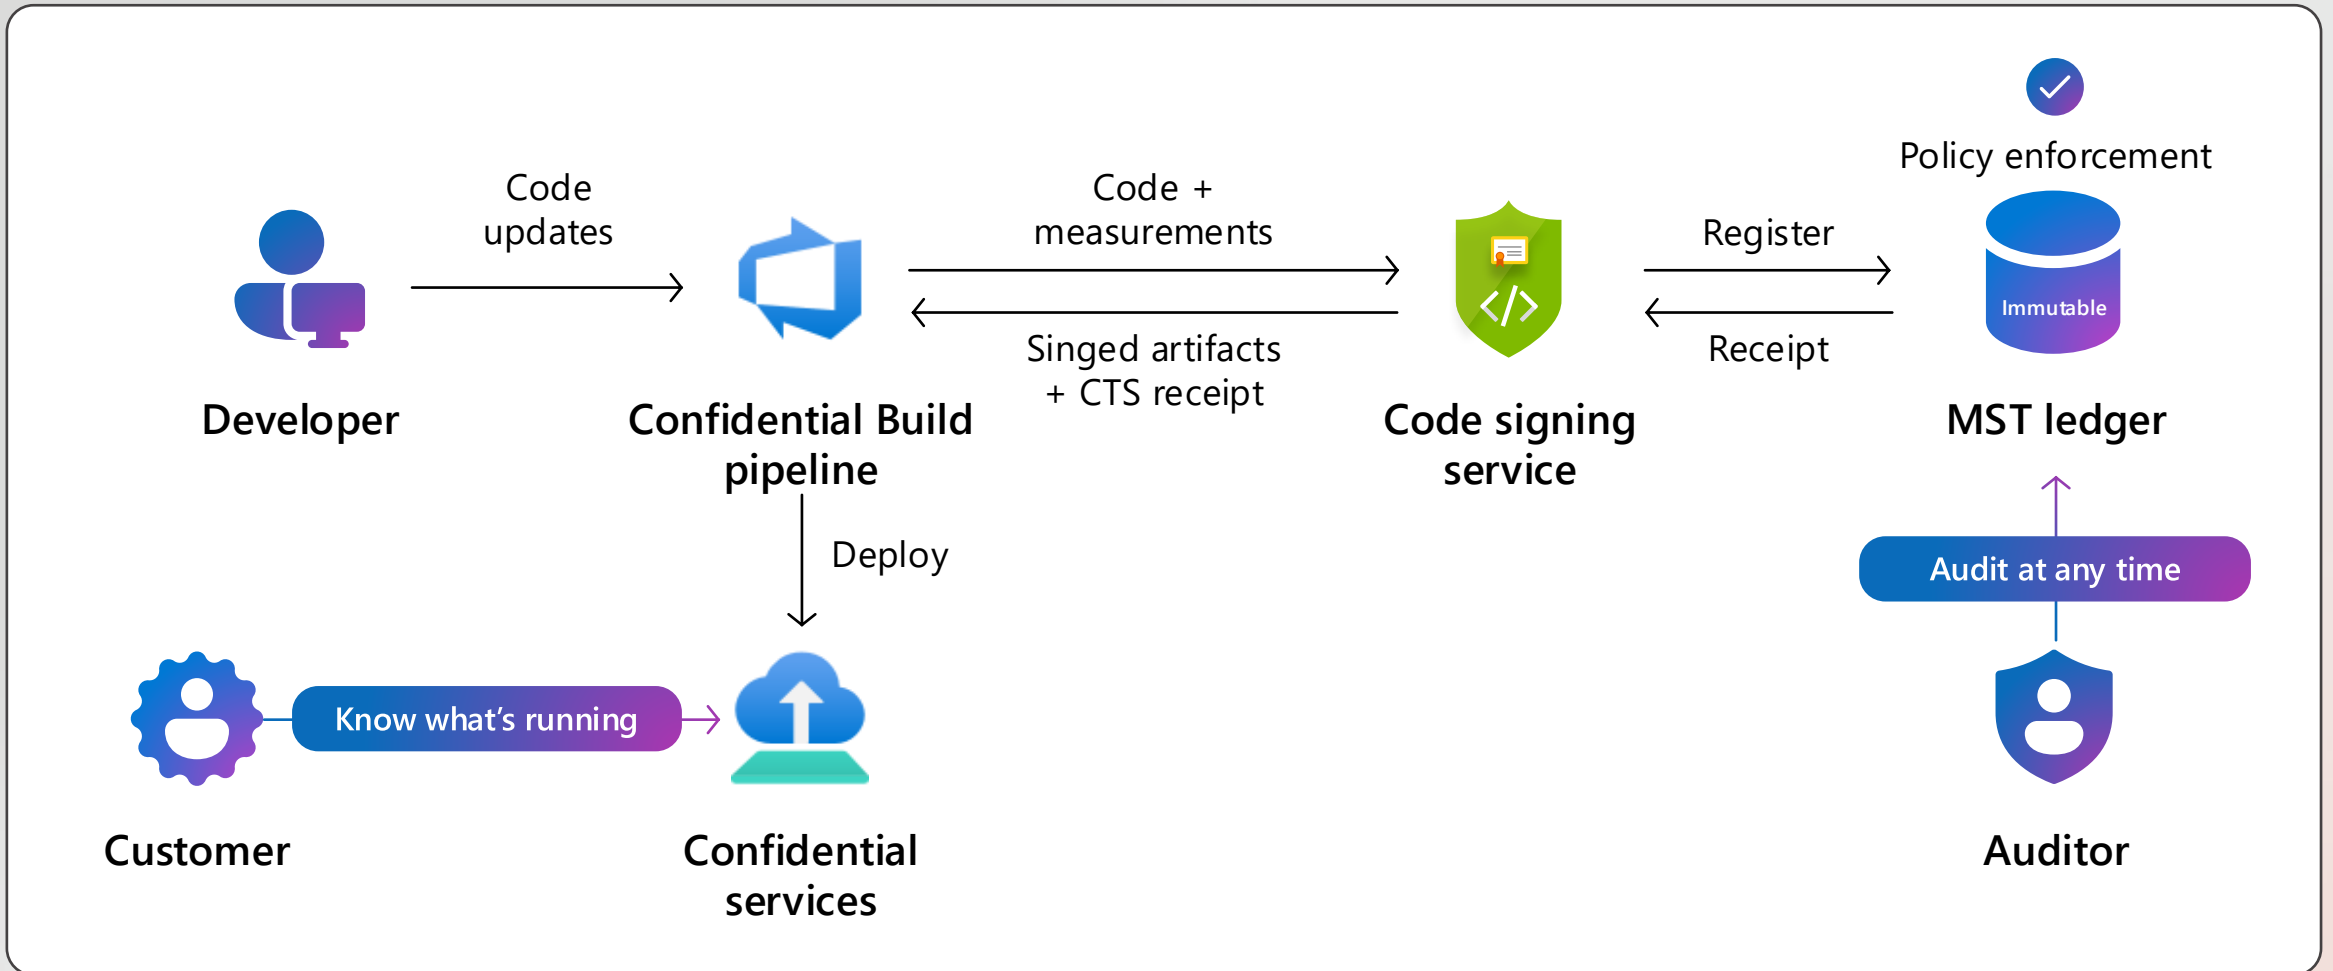 Policy enforcement
Code
updates
Code +
measurements
Register
Immutable
Singed artifacts
+ CTS receipt
Receipt
Developer
Confidential Build
pipeline
Code signing
service
MST ledger
Deploy
Audit at any time
Know what's running
Customer
Confidential
services
Auditor